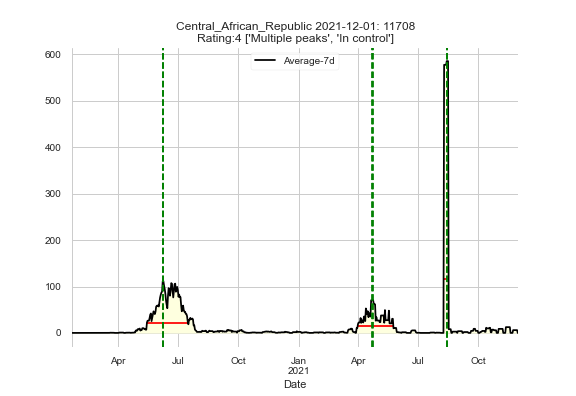 Central_African_Republic 2021-12-01: 11708
Rating:4 ['Multiple peaks', 'In control']
Average-7d
600
500
400
300
200
100
0
Apr Jul Oct Jan Apr Jul Oct
2021
Date